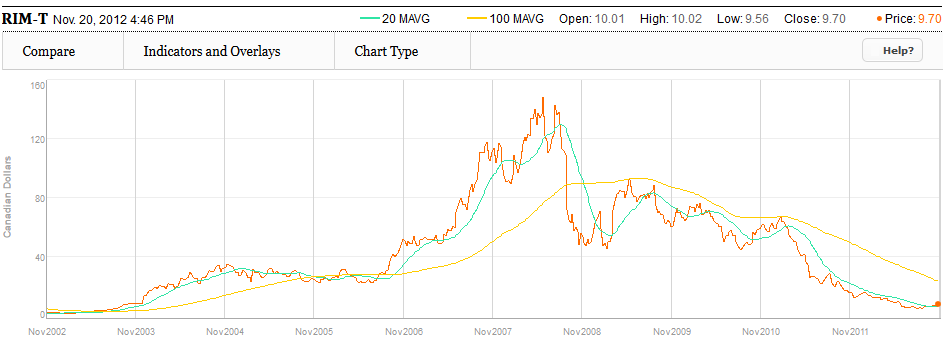 RIM-T Nov. 20, 2012 4:46 PM 20 MAVG 100 MAVG Open: 10.01 High: 10.02 Low: 9.56 Close: 9.70 Price: 9.70
Compare Indicators and Overlays Chart Type Help?
160
120
80
40
0
Canadian Dollars
Nov2002 Nov2003 Nov2004 Nov2005 Nov2006 Nov2007 Nov2008 Nov2009 Nov2010 Nov2011